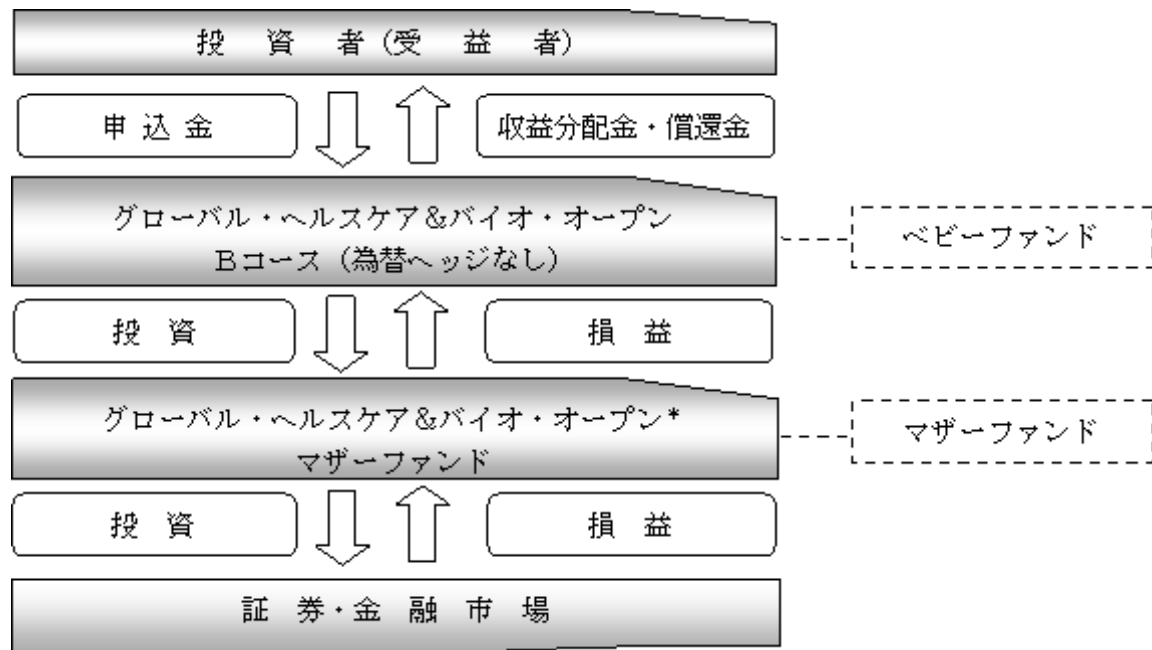 投資者(受益者)
申込金
収益分配金・償還金
グローバル・ヘルスケア&バイオ・オープン
Bコース(為替ヘッジなし)
ベビーファンド
投資
損益
グローバル・ヘルスケア&バイオ・オープン*
マザーファンド
マザーファンド
投資
損益
証券・金融市場